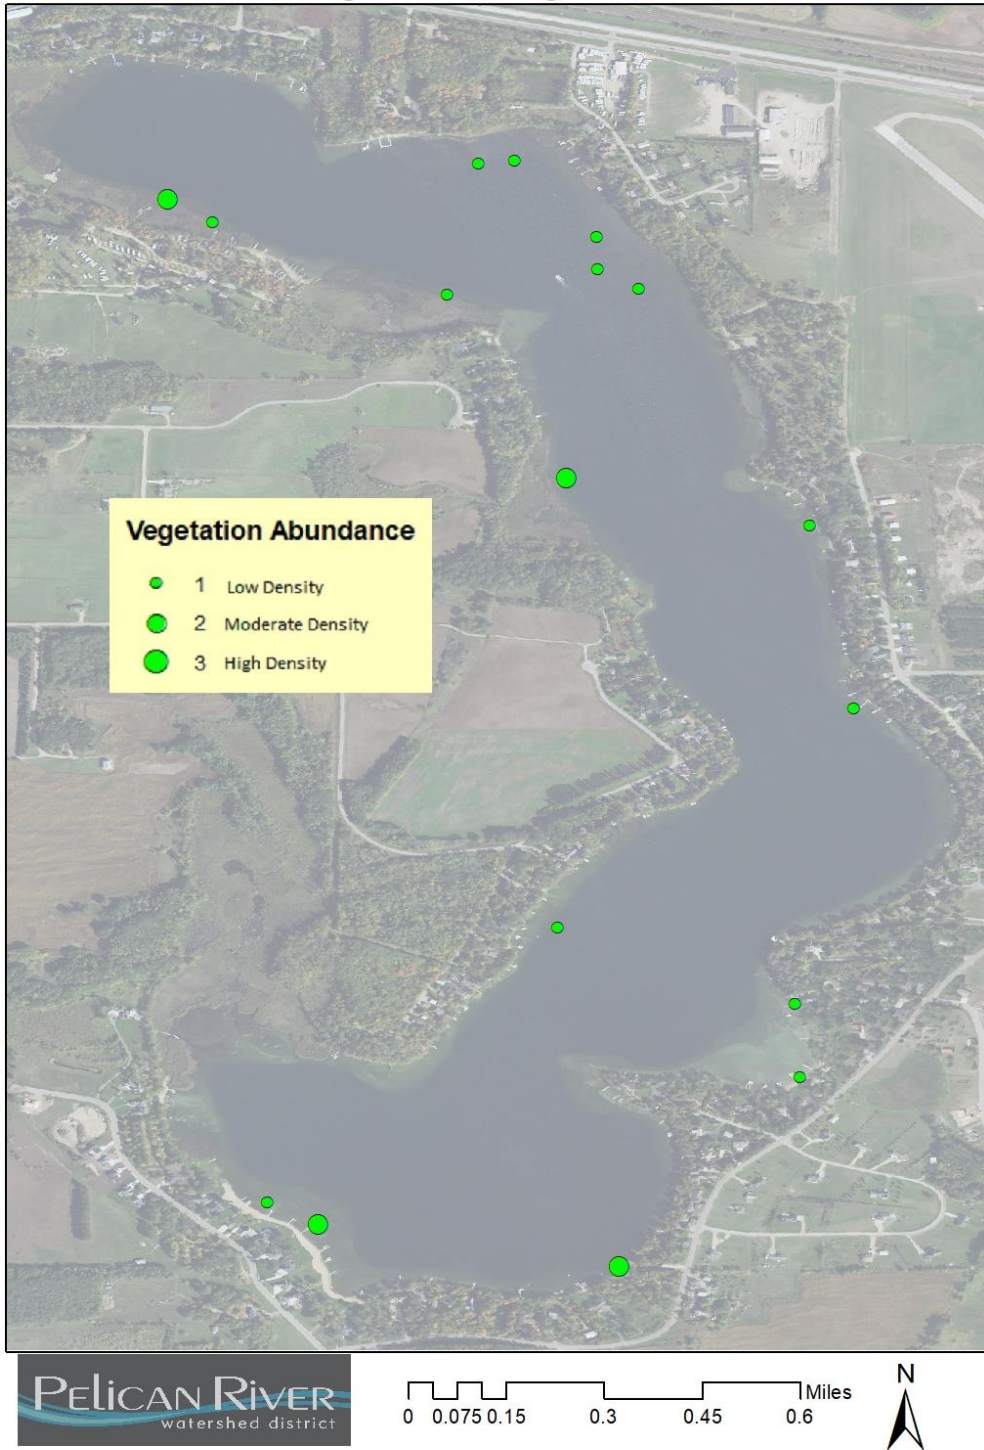 Vegetation Abundance
1 Low Density
2 Moderate Density
3 High Density
PELICAN RIVER
watershed district
N
Miles
0 0.075 0.15 0.3 0.45 0.6